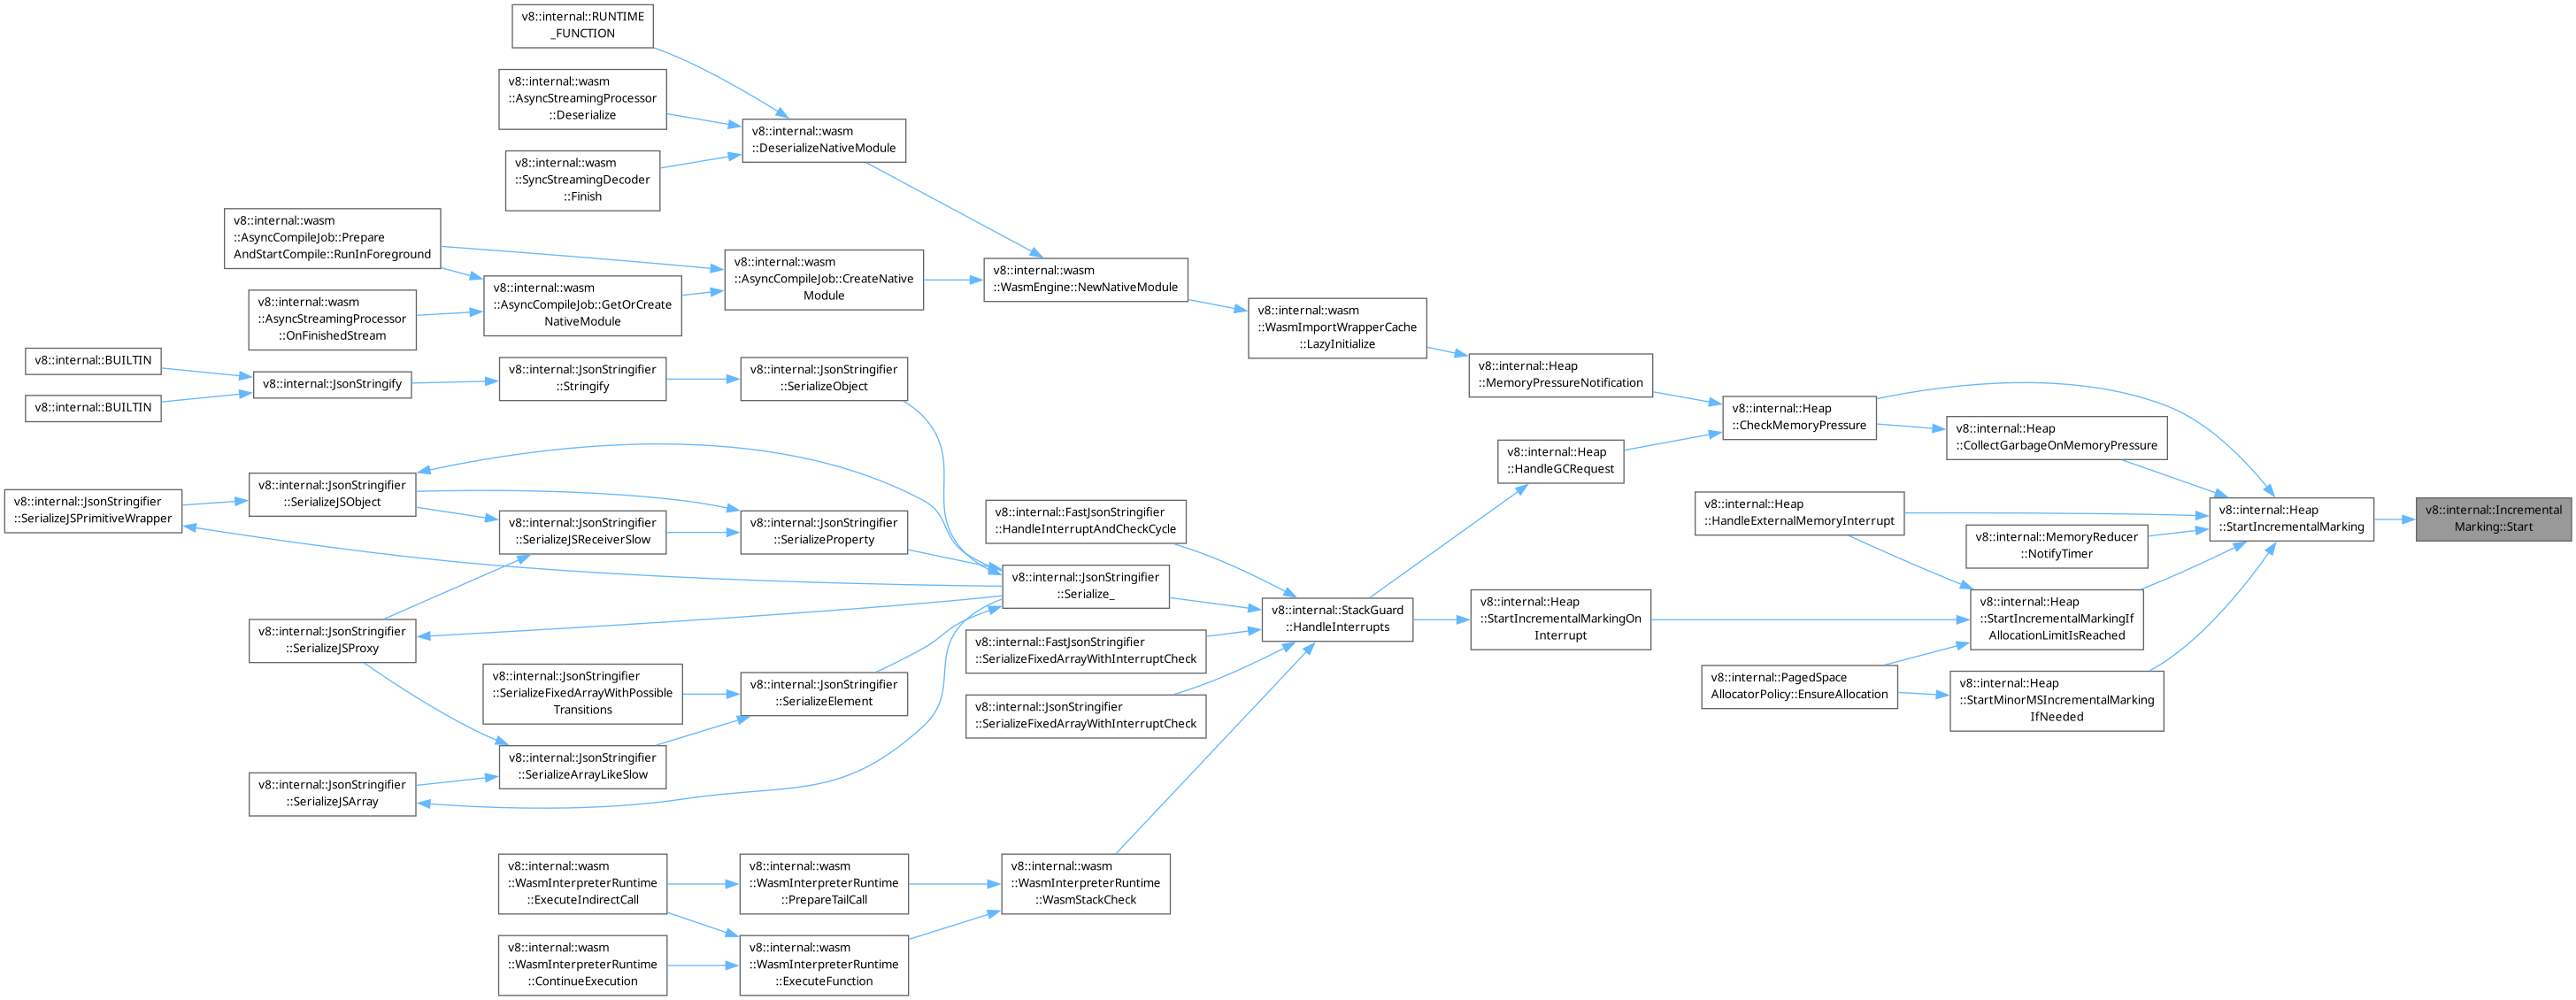 v8::internal::RUNTIME
_FUNCTION
v8::internal::wasm
::AsyncStreamingProcessor
::Deserialize
v8::internal::wasm
::SyncStreamingDecoder
::Finish
v8::internal::wasm
::DeserializeNativeModule
v8::internal::wasm
::AsyncCompileJob::Prepare
AndStartCompile::RunInForeground
v8::internal::wasm
::AsyncStreamingProcessor
::OnFinishedStream
v8::internal::wasm
::AsyncCompileJob::GetOrCreate
NativeModule
v8::internal::wasm
::AsyncCompileJob::CreateNative
Module
v8::internal::wasm
::WasmEngine::NewNativeModule
v8::internal::wasm
::WasmImportWrapperCache
::LazyInitialize
v8::internal::Heap
::MemoryPressureNotification
v8::internal::Heap
::CheckMemoryPressure
v8::internal::Heap
::CollectGarbageOnMemoryPressure
v8::internal::Heap
::HandleGCRequest
v8::internal::BUILTIN
v8::internal::BUILTIN
v8::internal::JsonStringify
v8::internal::JsonStringifier
::Stringify
v8::internal::JsonStringifier
::SerializeObject
v8::internal::JsonStringifier
::SerializeJSPrimitiveWrapper
v8::internal::JsonStringifier
::SerializeJSObject
v8::internal::JsonStringifier
::SerializeJSReceiverSlow
v8::internal::JsonStringifier
::SerializeProperty
v8::internal::FastJsonStringifier
::HandleInterruptAndCheckCycle
v8::internal::JsonStringifier
::Serialize_
v8::internal::FastJsonStringifier
::SerializeFixedArrayWithInterruptCheck
v8::internal::JsonStringifier
::SerializeFixedArrayWithInterruptCheck
v8::internal::StackGuard
::HandleInterrupts
v8::internal::Heap
::StartIncrementalMarkingOn
Interrupt
v8::internal::Heap
::HandleExternalMemoryInterrupt
v8::internal::MemoryReducer
::NotifyTimer
v8::internal::Heap
::StartIncrementalMarkingIf
AllocationLimitIsReached
v8::internal::PagedSpace
AllocatorPolicy::EnsureAllocation
v8::internal::Heap
::StartMinorMSIncrementalMarking
IfNeeded
v8::internal::Heap
::StartIncrementalMarking
v8::internal::Incremental
Marking::Start
v8::internal::JsonStringifier
::SerializeJSProxy
v8::internal::JsonStringifier
::SerializeFixedArrayWithPossible
Transitions
v8::internal::JsonStringifier
::SerializeElement
v8::internal::JsonStringifier
::SerializeArrayLikeSlow
v8::internal::JsonStringifier
::SerializeJSArray
v8::internal::wasm
::WasmInterpreterRuntime
::ExecuteIndirectCall
v8::internal::wasm
::WasmInterpreterRuntime
::PrepareTailCall
v8::internal::wasm
::WasmInterpreterRuntime
::WasmStackCheck
v8::internal::wasm
::WasmInterpreterRuntime
::ContinueExecution
v8::internal::wasm
::WasmInterpreterRuntime
::ExecuteFunction